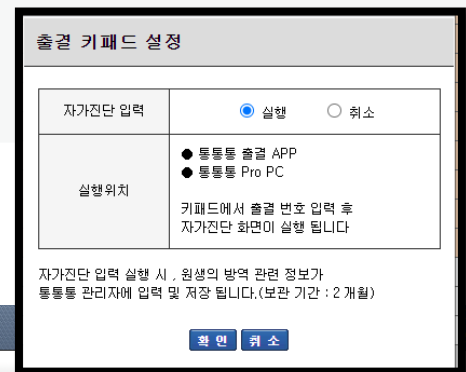 출결 키패드 설정
자가진단 입력
실행
취소
실행위치
● 통통통 출결 APP
● 통통통 Pro PC
키패드에서 출결 번호 입력 후
자가진단 화면이 실행 됩니다
자가진단 입력 실행 시 , 원생의 방역 관련 정보가
통통통 관리자에 입력 및 저장 됩니다.(보관 기간 : 2 개월)
확 인
취 소